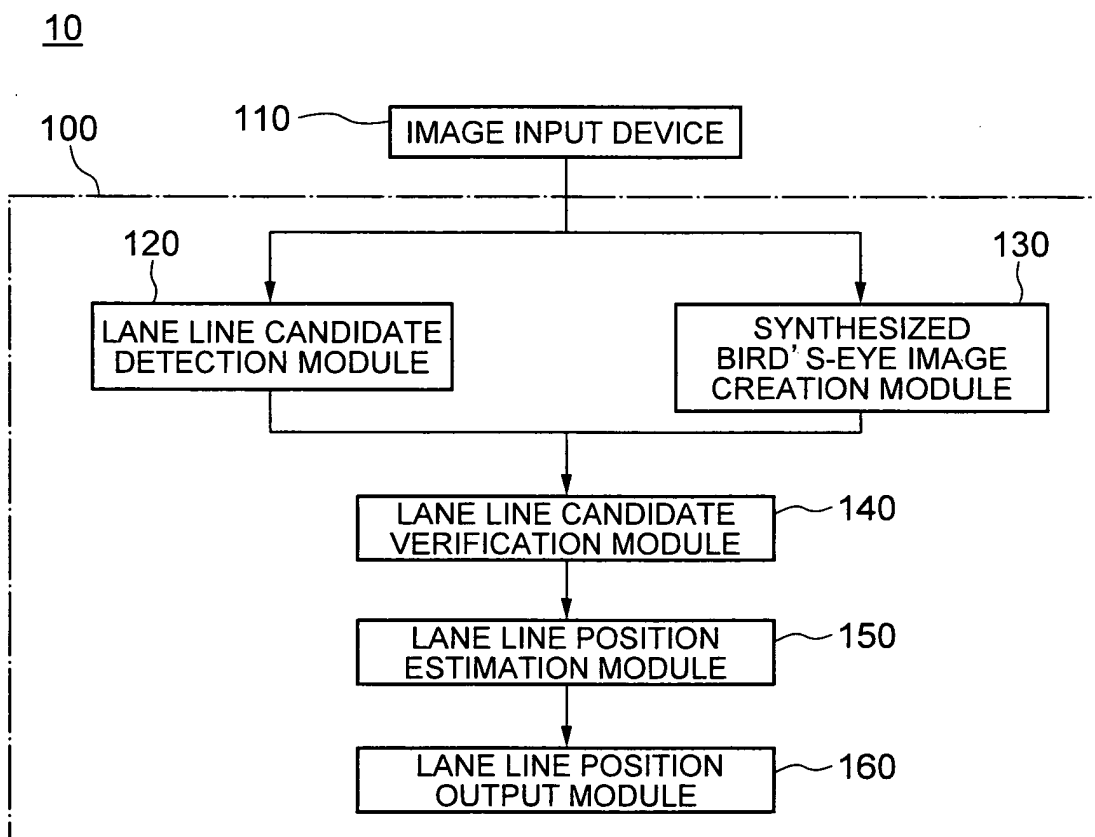 10
100
110
IMAGE INPUT DEVICE
120
130
LANE LINE CANDIDATE
DETECTION MODULE
SYNTHESIZED
BIRD'S-EYE IMAGE
CREATION MODULE
LANE LINE CANDIDATE
VERIFICATION MODULE
140
LANE LINE POSITION
ESTIMATION MODULE
150
LANE LINE POSITION
OUTPUT MODULE
160